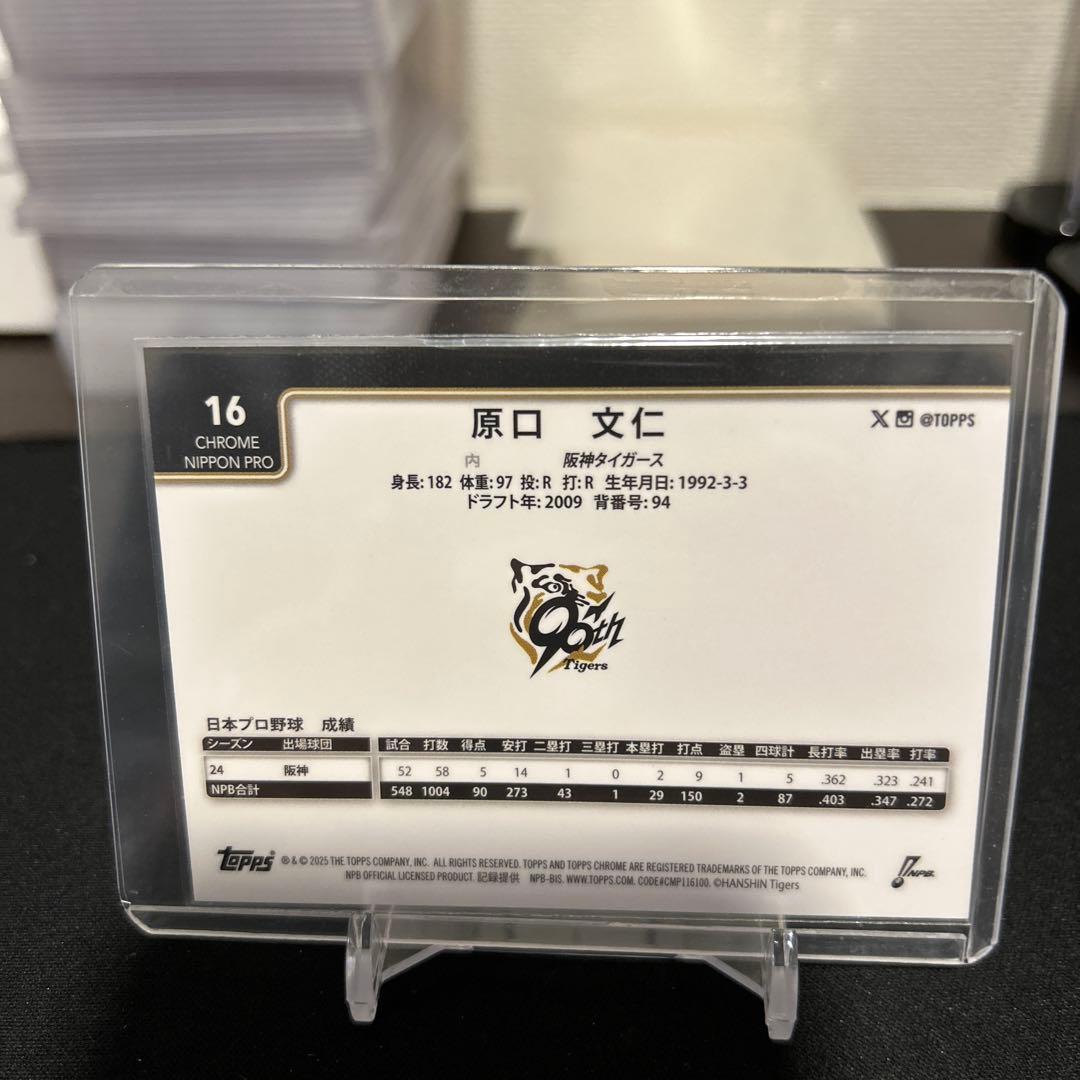 16
CHROME
NIPPON PRO
原口 文仁
@TOPPS
内 阪神タイガース
身長: 182 体重: 97 投: R 打: R 生年月日: 1992-3-3
ドラフト年: 2009 背番号: 94
90th
Tigers
日本プロ野球 成績
シーズン 出場球団 試合 打数 得点 安打 二塁打 三塁打 本塁打 打点 盗塁 四球計 長打率 出塁率 打率
24 阪神 52 58 5 14 1 0 2 9 1 5 .362 .323 .241
NPB合計 548 1004 90 273 43 1 29 150 2 87 .403 .347 .272
topps ® & © 2025 THE TOPPS COMPANY, INC. ALL RIGHTS RESERVED. TOPPS AND TOPPS CHROME ARE REGISTERED TRADEMARKS OF THE TOPPS COMPANY, INC.
NPB OFFICIAL LICENSED PRODUCT. 記録提供 NPB-BIS. WWW.TOPPS.COM. CODE#CMP116100. ©HANSHIN Tigers
NPB